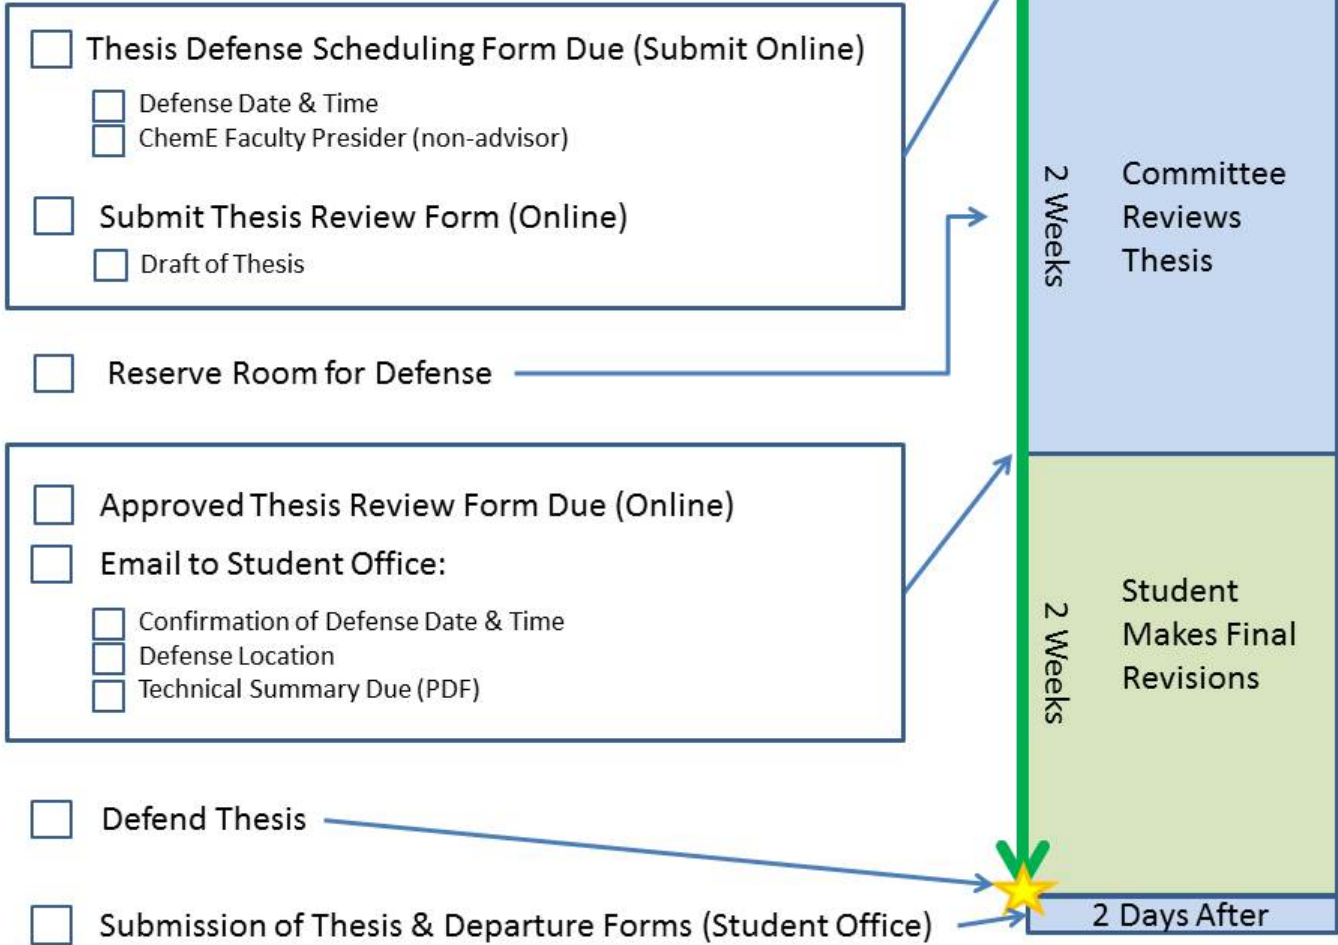 Thesis Defense Scheduling Form Due (Submit Online)
Defense Date & Time
ChemE Faculty Presider (non-advisor)
Submit Thesis Review Form (Online)
Draft of Thesis
Reserve Room for Defense
Approved Thesis Review Form Due (Online)
Email to Student Office:
Confirmation of Defense Date & Time
Defense Location
Technical Summary Due (PDF)
Defend Thesis
Submission of Thesis & Departure Forms (Student Office)
2 Weeks
Committee
Reviews
Thesis
2 Weeks
Student
Makes Final
Revisions
2 Days After